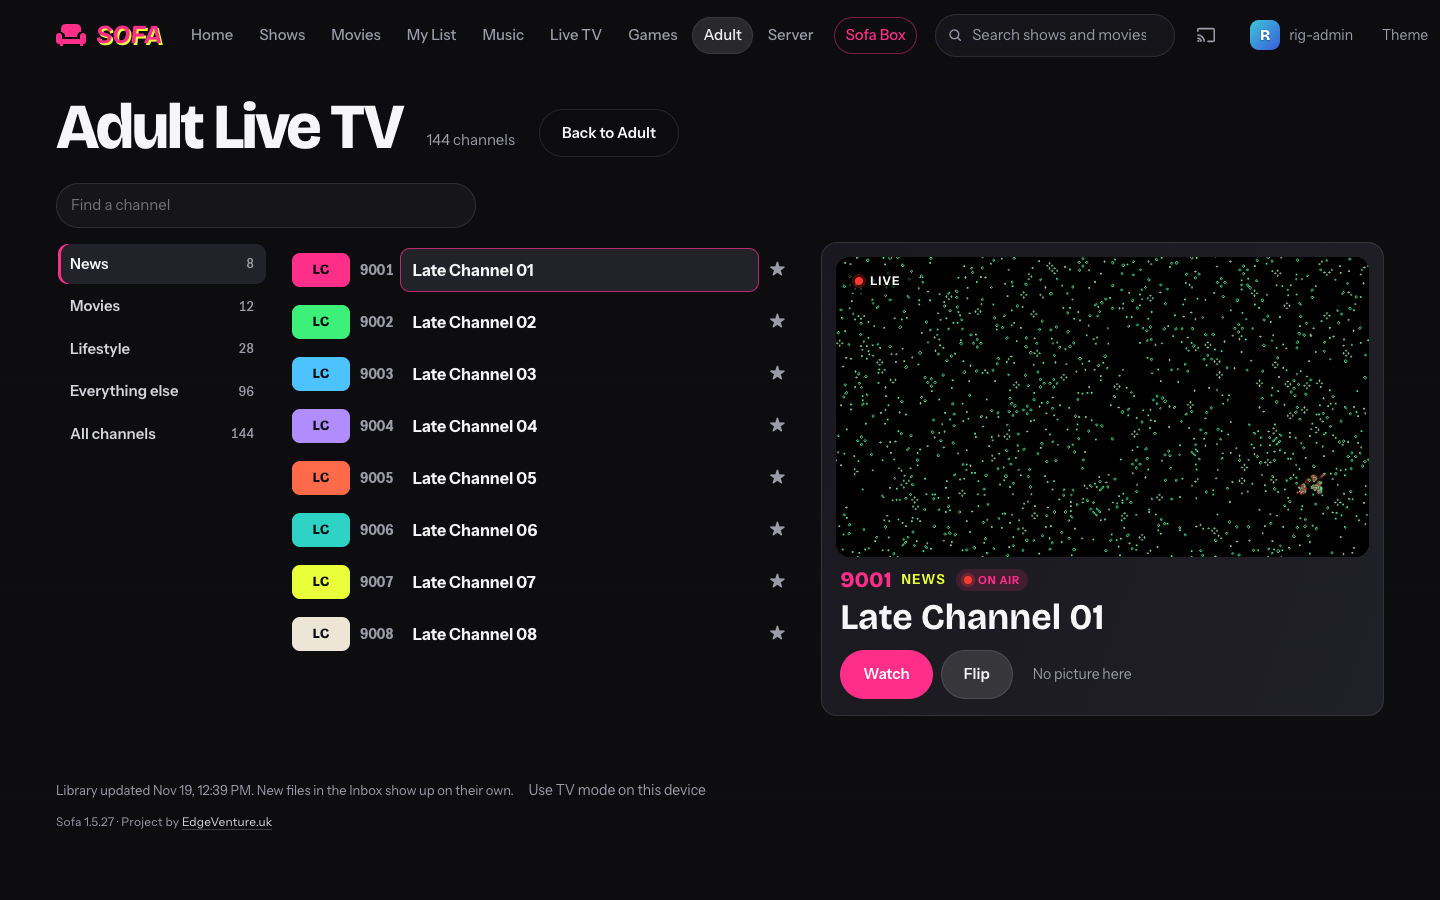 SOFA Home Shows Movies My List Music Live TV Games Adult Server Sofa Box Search shows and movies R rig-admin Theme
Adult Live TV 144 channels Back to Adult
Find a channel
News 8
Movies 12
Lifestyle 28
Everything else 96
All channels 144
LC 9001 Late Channel 01
LC 9002 Late Channel 02
LC 9003 Late Channel 03
LC 9004 Late Channel 04
LC 9005 Late Channel 05
LC 9006 Late Channel 06
LC 9007 Late Channel 07
LC 9008 Late Channel 08
LIVE
9001 NEWS ON AIR
Late Channel 01
Watch Flip No picture here
Library updated Nov 19, 12:39 PM. New files in the Inbox show up on their own. Use TV mode on this device
Sofa 1.5.27 · Project by EdgeVenture.uk